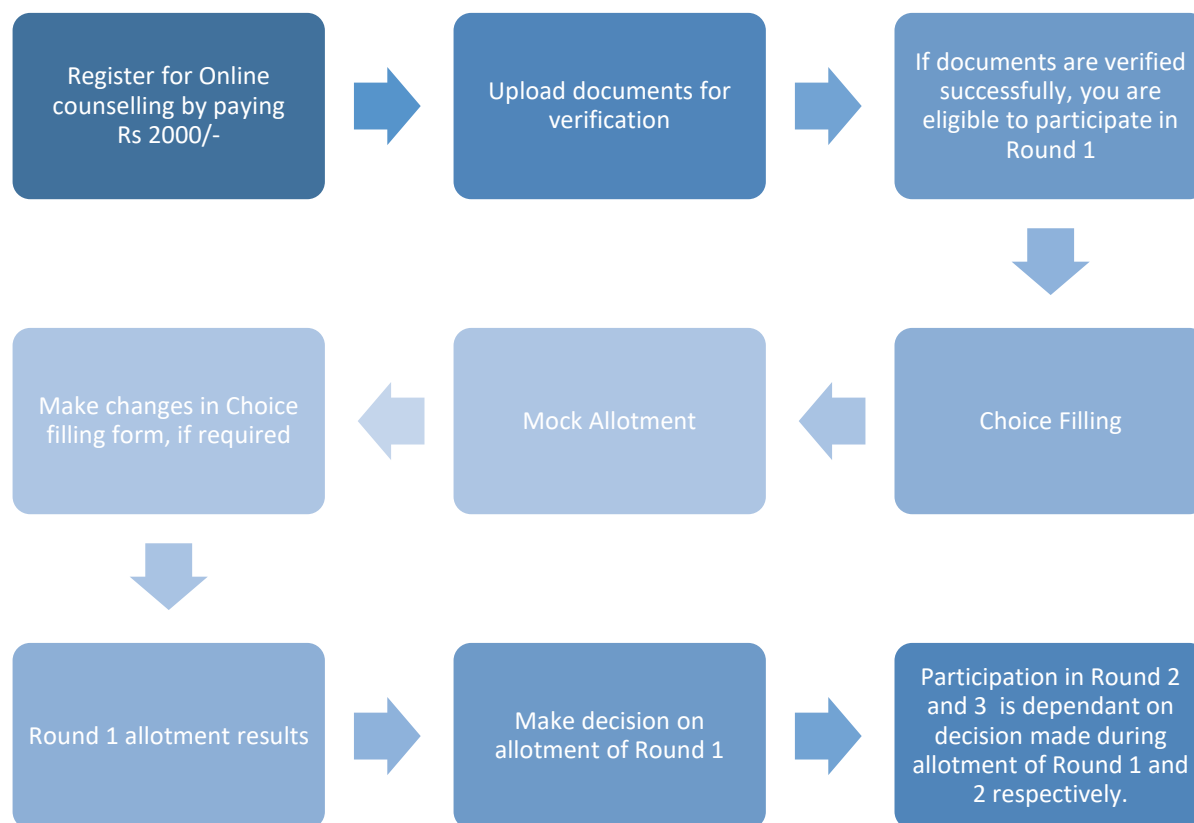 Register for Online
counselling by paying
Rs 2000/-
Upload documents for
verification
If documents are verified
successfully, you are
eligible to participate in
Round 1
Choice Filling
Mock Allotment
Make changes in Choice
filling form, if required
Round 1 allotment results
Make decision on
allotment of Round 1
Participation in Round 2
and 3 is dependant on
decision made during
allotment of Round 1 and
2 respectively.